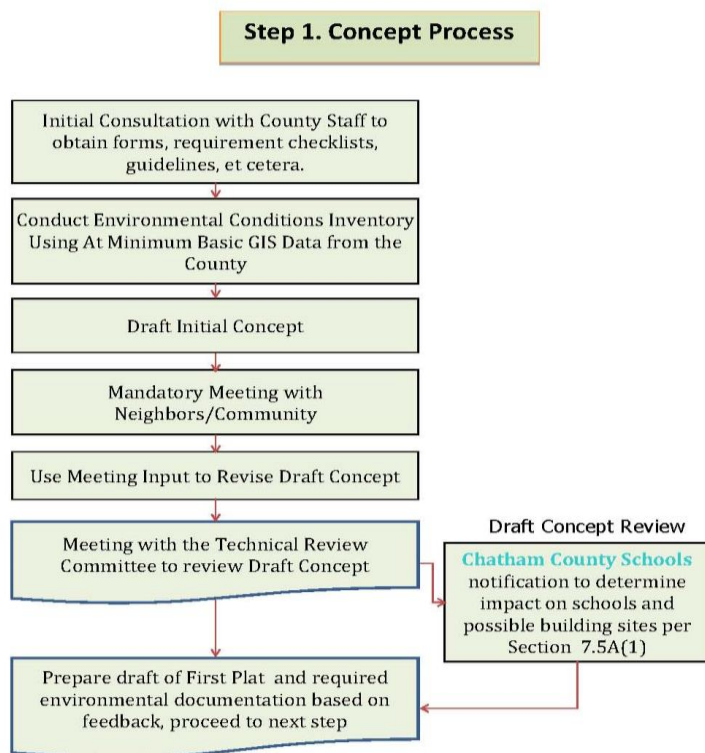 Step 1. Concept Process
Initial Consultation with County Staff to
obtain forms, requirement checklists,
guidelines, et cetera.
Conduct Environmental Conditions Inventory
Using At Minimum Basic GIS Data from the
County
Draft Initial Concept
Mandatory Meeting with
Neighbors/Community
Use Meeting Input to Revise Draft Concept
Meeting with the Technical Review
Committee to review Draft Concept
Draft Concept Review
Chatham County Schools
notification to determine
impact on schools and
possible building sites per
Section 7.5A(1)
Prepare draft of First Plat and required
environmental documentation based on
feedback, proceed to next step